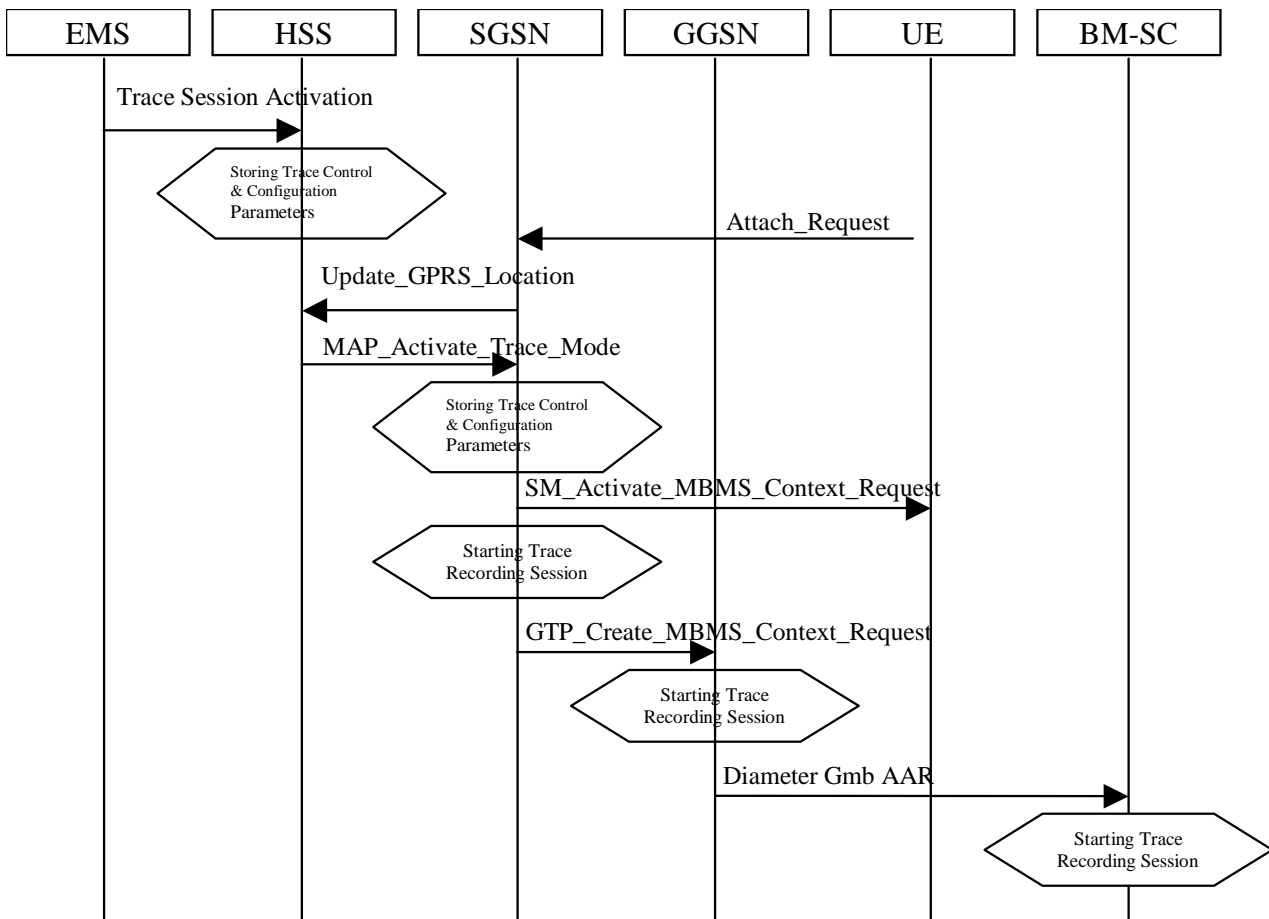 EMS
HSS
SGSN
GGSN
UE
BM-SC
Trace Session Activation
Storing Trace Control
& Configuration
Parameters
Attach_Request
Update_GPRS_Location
MAP_Activate_Trace_Mode
Storing Trace Control
& Configuration
Parameters
SM_Activate_MBMS_Context_Request
Starting Trace
Recording Session
GTP_Create_MBMS_Context_Request
Starting Trace
Recording Session
Diameter Gmb AAR
Starting Trace
Recording Session